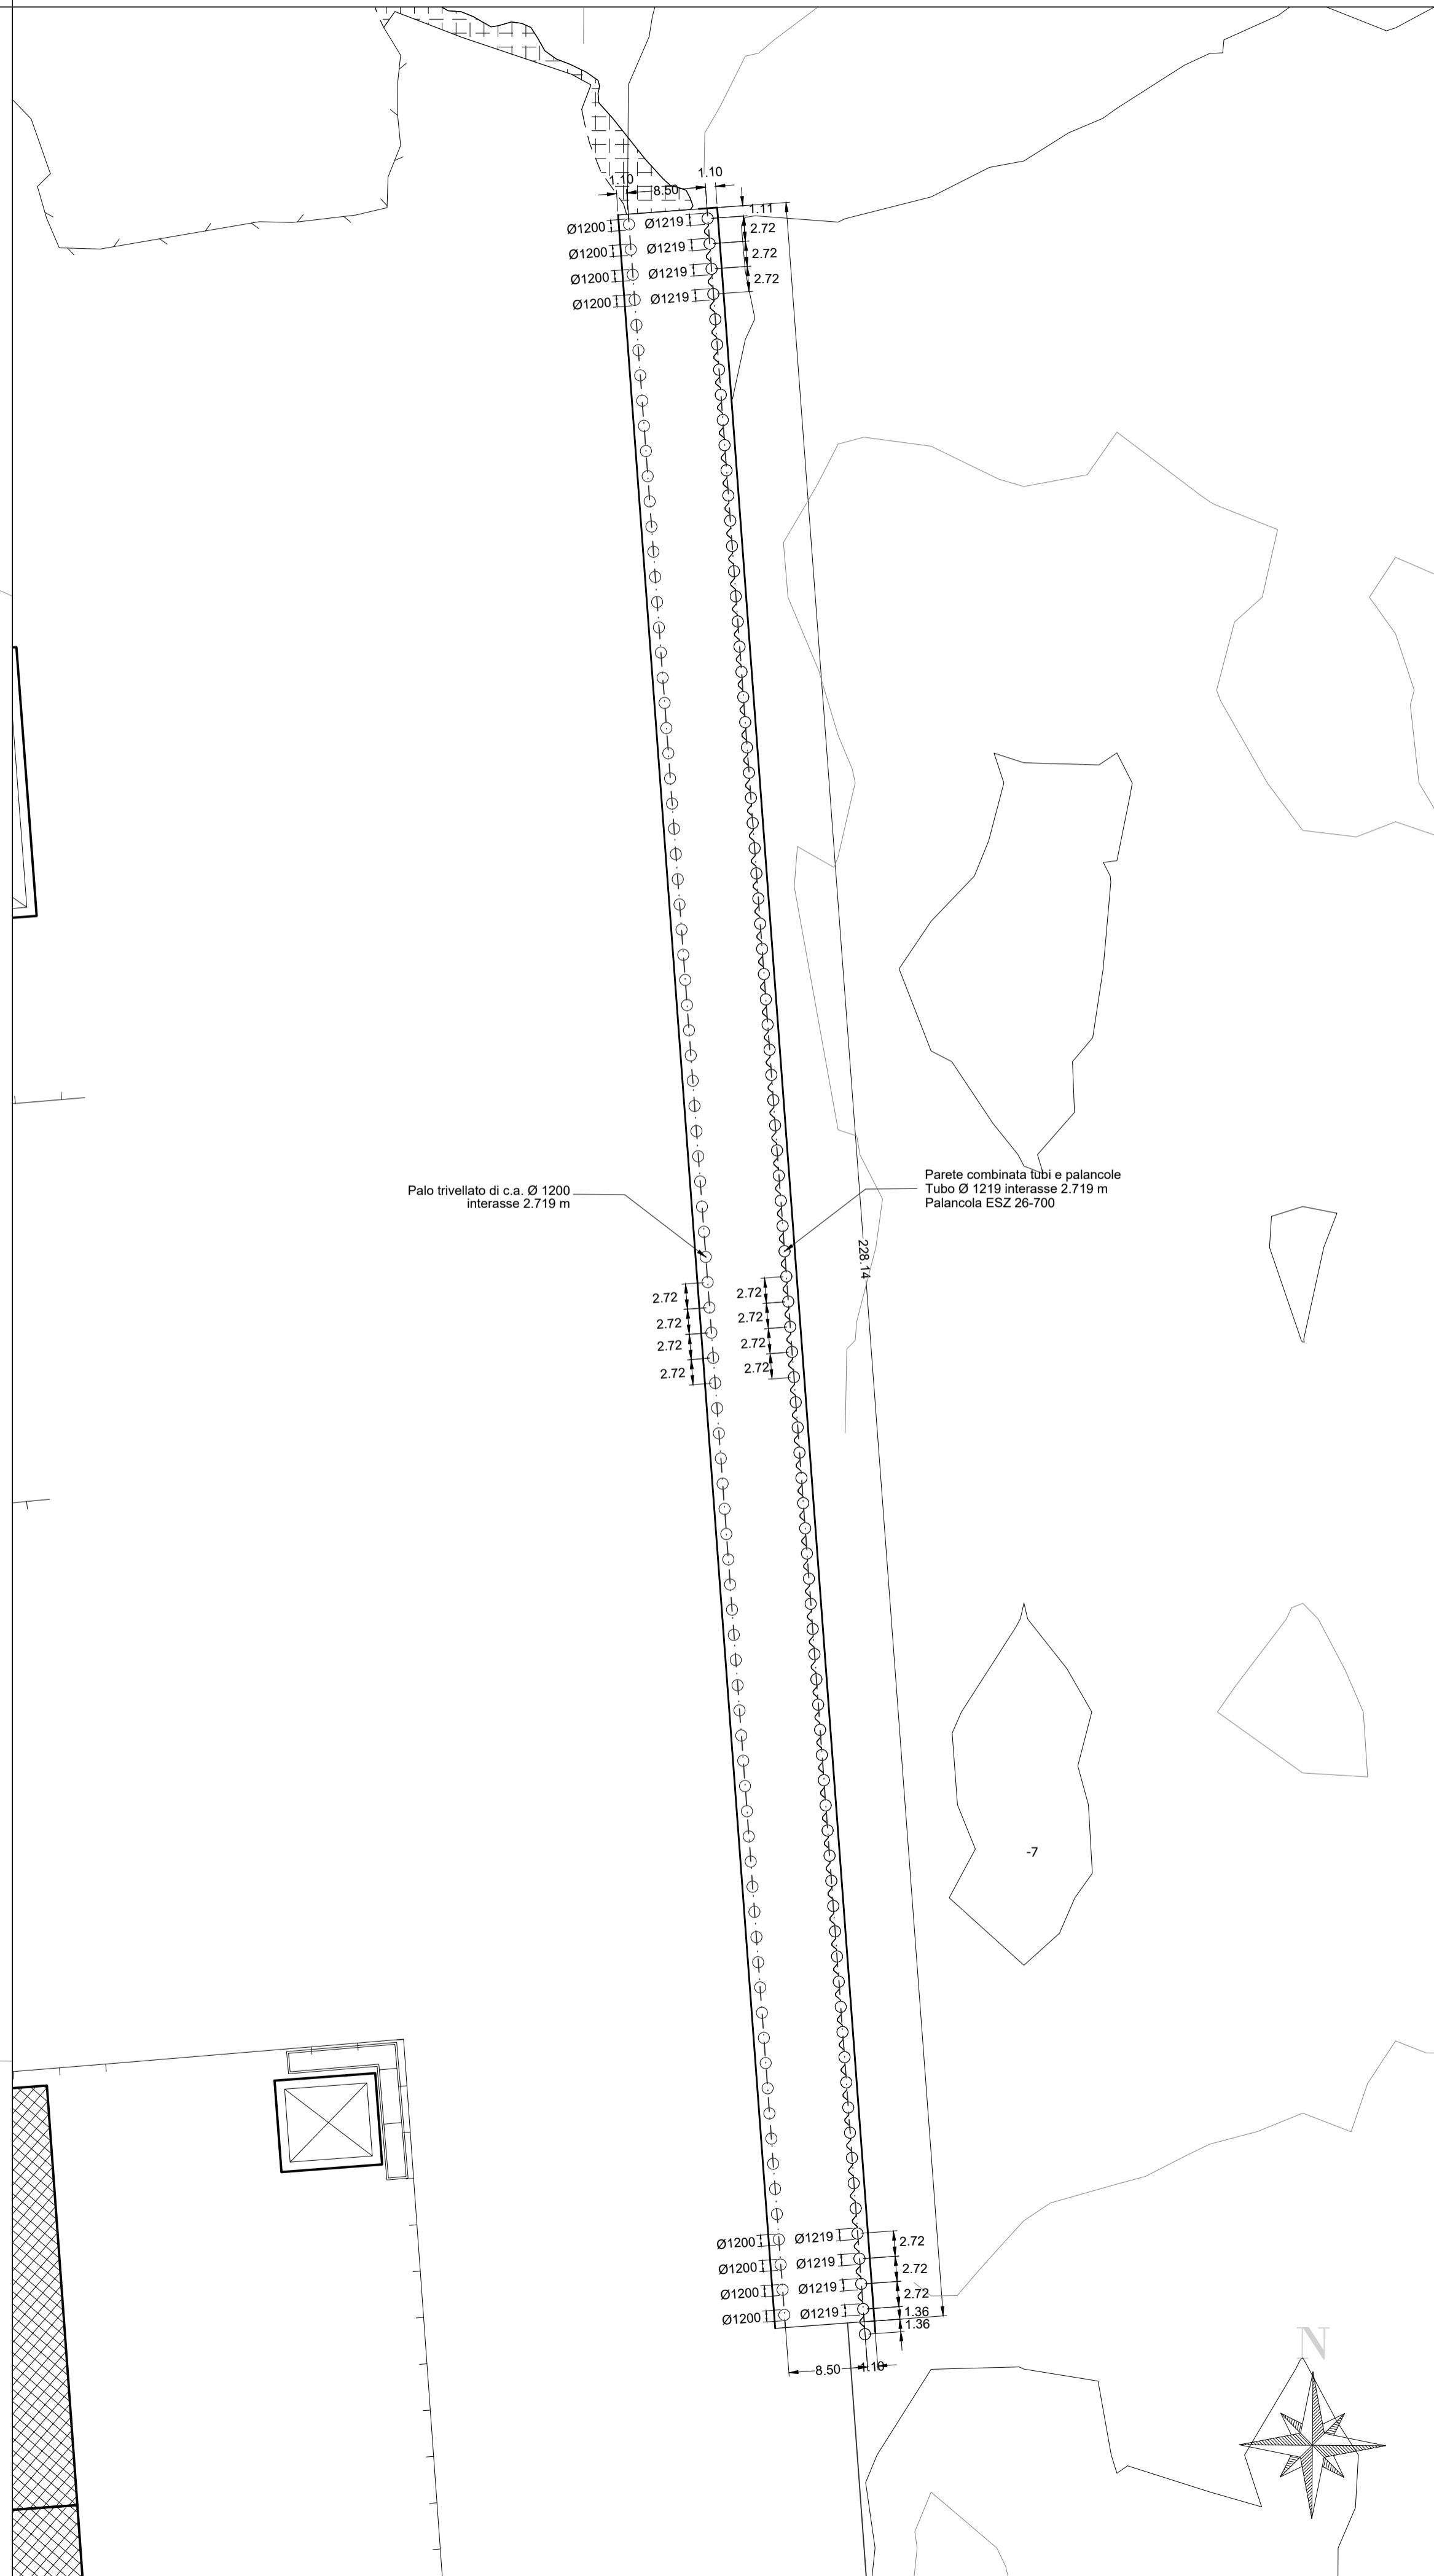 1.10
1.10
8.50
1.11
Ø1200
Ø1219
2.72
Ø1200
Ø1219
2.72
Ø1200
Ø1219
2.72
Ø1200
Ø1219
Palo trivellato di c.a. Ø 1200
interasse 2.719 m
Parete combinata tubi e palancole
Tubo Ø 1219 interasse 2.719 m
Palancola ESZ 26-700
228.14
2.72
2.72
2.72
2.72
2.72
2.72
2.72
2.72
-7
Ø1200
Ø1219
2.72
Ø1200
Ø1219
2.72
Ø1200
Ø1219
2.72
Ø1200
Ø1219
1.36
1.36
8.50
N